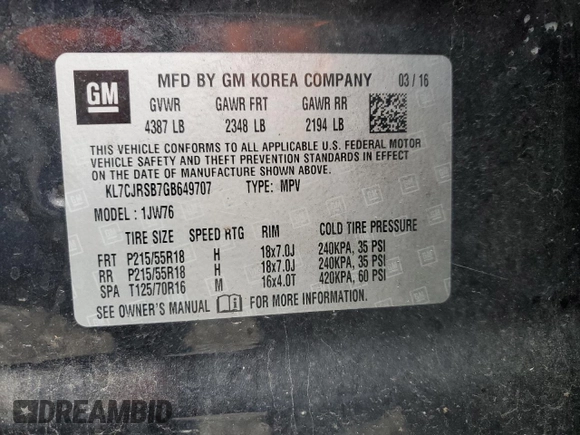 GM
MFD BY GM KOREA COMPANY 03 / 16
GVWR GAWR FRT GAWR RR
4387 LB 2348 LB 2194 LB
THIS VEHICLE CONFORMS TO ALL APPLICABLE U.S. FEDERAL MOTOR
VEHICLE SAFETY AND THEFT PREVENTION STANDARDS IN EFFECT
ON THE DATE OF MANUFACTURE SHOWN ABOVE.
KL7CJRSB7GB649707 TYPE: MPV
MODEL : 1JW76
TIRE SIZE SPEED RTG RIM COLD TIRE PRESSURE
FRT P215/55R18 H 18x7.0J 240KPA, 35 PSI
RR P215/55R18 H 18x7.0J 240KPA, 35 PSI
SPA T125/70R16 M 16x4.0T 420KPA, 60 PSI
SEE OWNER'S MANUAL FOR MORE INFORMATION.
DREAMBID